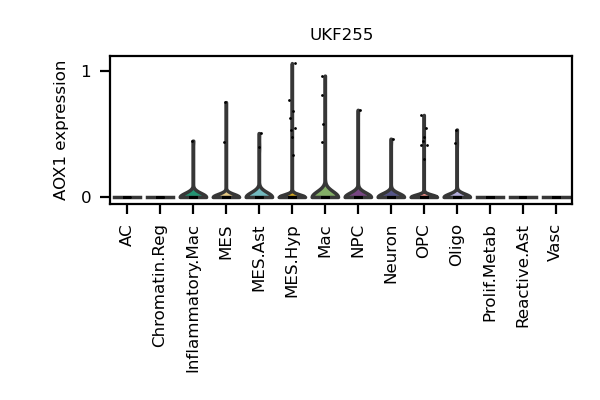 UKF255
AOX1 expression
1
0
AC
Chromatin.Reg
Inflammatory.Mac
MES
MES.Ast
MES.Hyp
Mac
NPC
Neuron
OPC
Oligo
Prolif.Metab
Reactive.Ast
Vasc